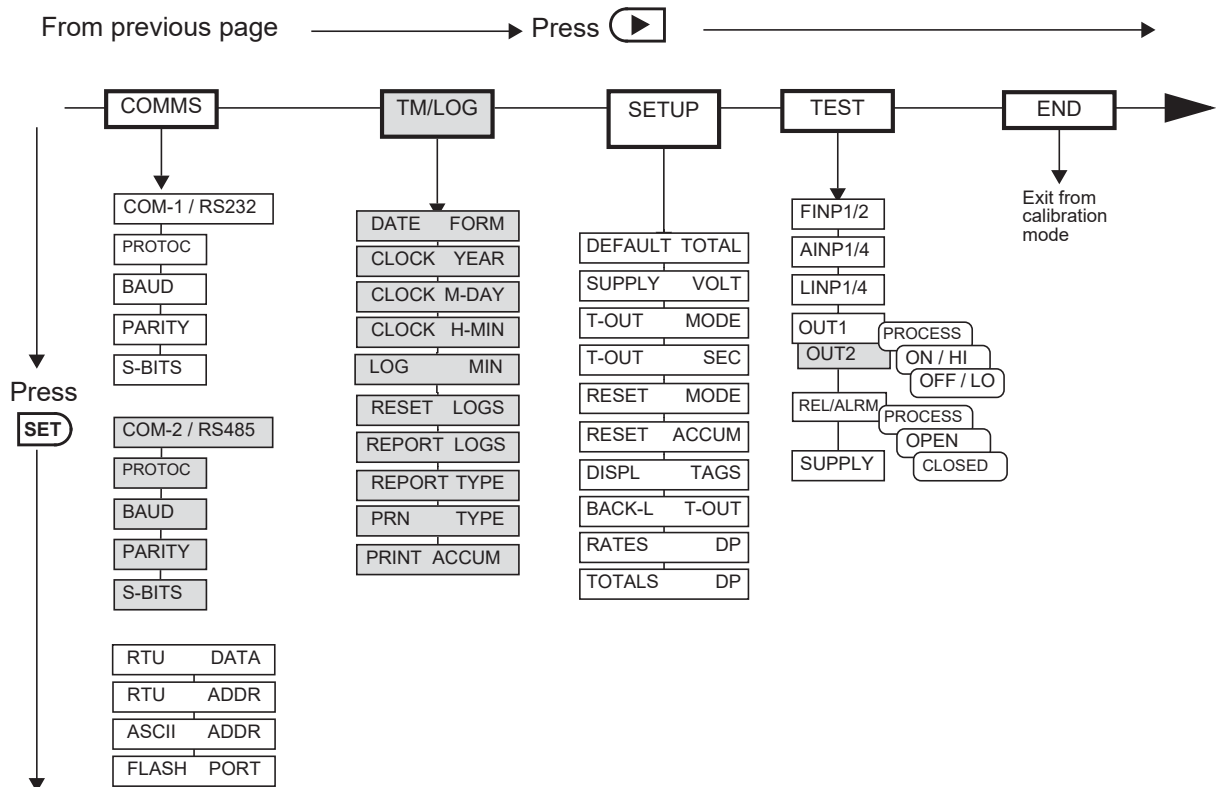 From previous page
Press
COMMS
TM/LOG
SETUP
TEST
END
Press
SET
COM-1 / RS232
PROTOC
BAUD
PARITY
S-BITS
COM-2 / RS485
PROTOC
BAUD
PARITY
S-BITS
RTU DATA
RTU ADDR
ASCII ADDR
FLASH PORT
DATE FORM
CLOCK YEAR
CLOCK M-DAY
CLOCK H-MIN
LOG MIN
RESET LOGS
REPORT LOGS
REPORT TYPE
PRN TYPE
PRINT ACCUM
DEFAULT TOTAL
SUPPLY VOLT
T-OUT MODE
T-OUT SEC
RESET MODE
RESET ACCUM
DISPL TAGS
BACK-L T-OUT
RATES DP
TOTALS DP
FINP1/2
AINP1/4
LINP1/4
OUT1
OUT2
PROCESS
ON / HI
OFF / LO
REL/ALRM
PROCESS
OPEN
CLOSED
SUPPLY
Exit from
calibration
mode